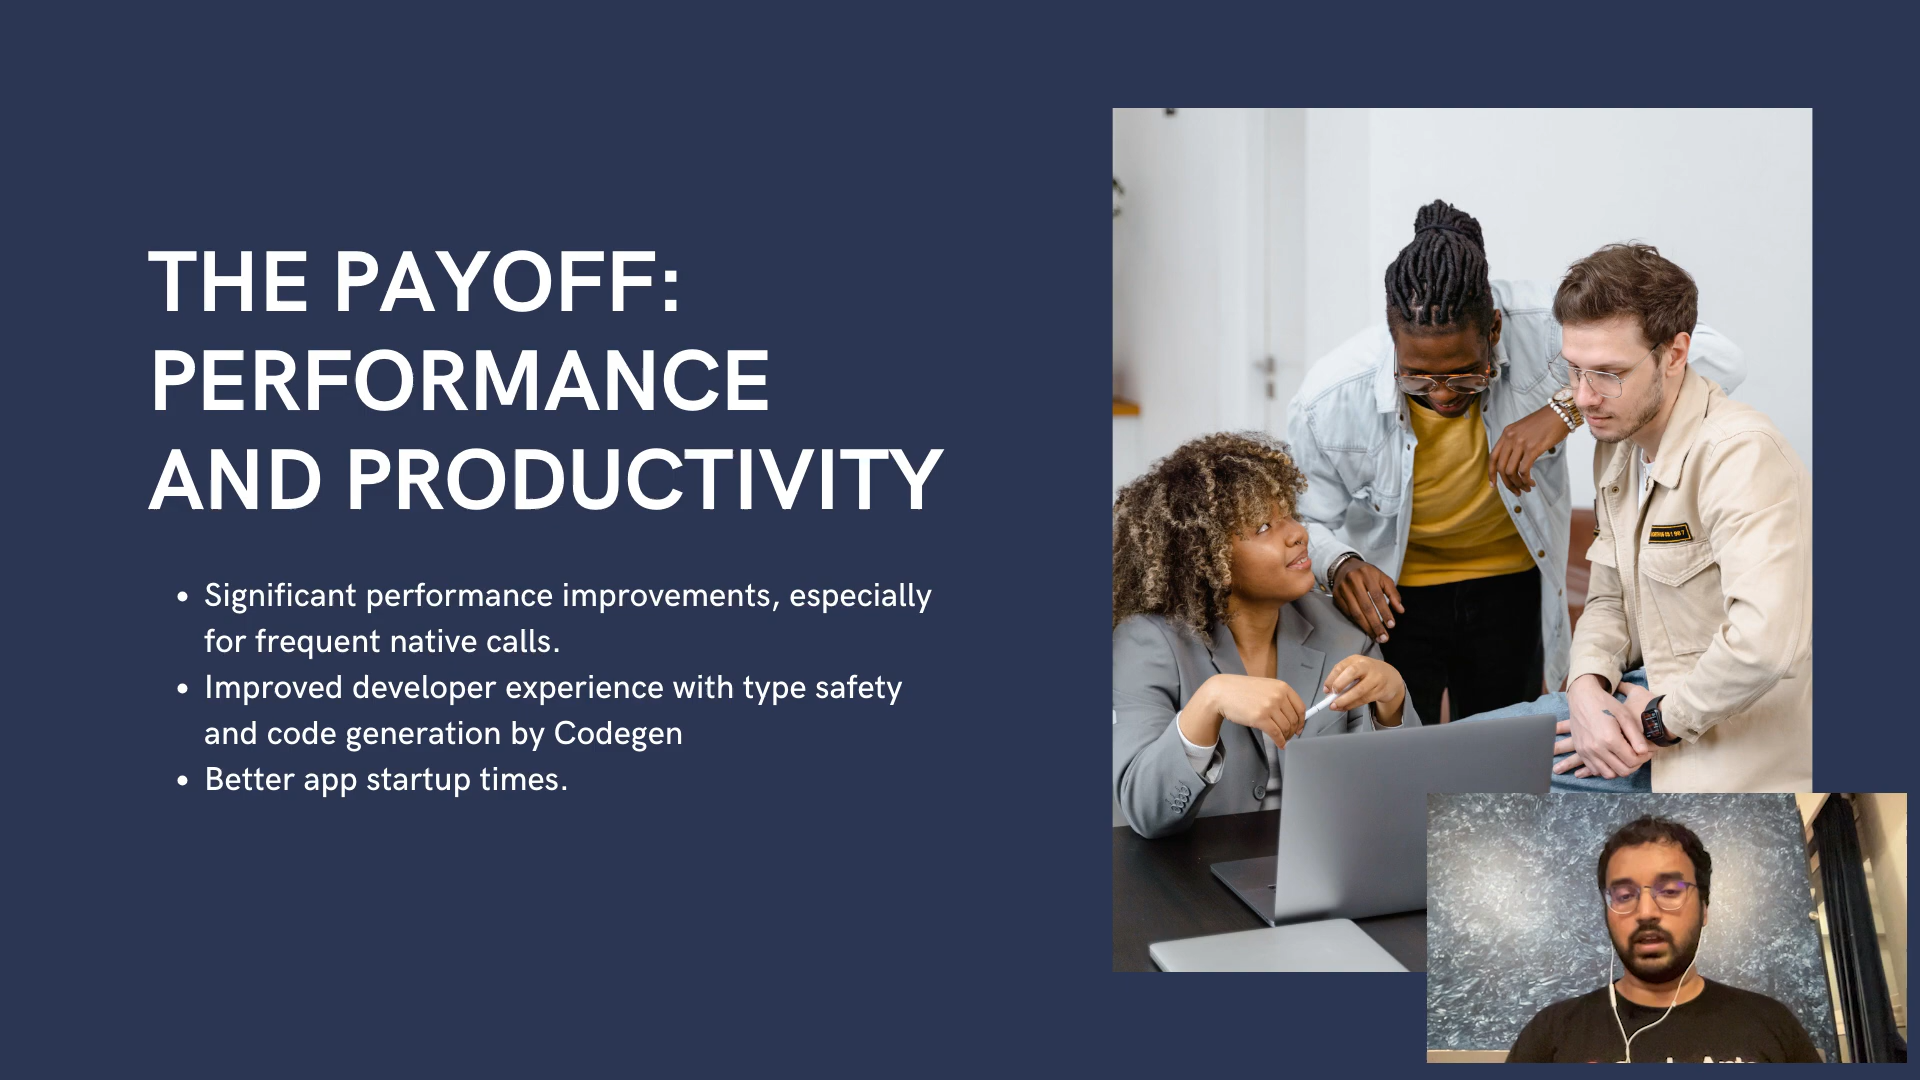 THE PAYOFF:
PERFORMANCE
AND PRODUCTIVITY
• Significant performance improvements, especially
for frequent native calls.
• Improved developer experience with type safety
and code generation by Codegen
• Better app startup times.